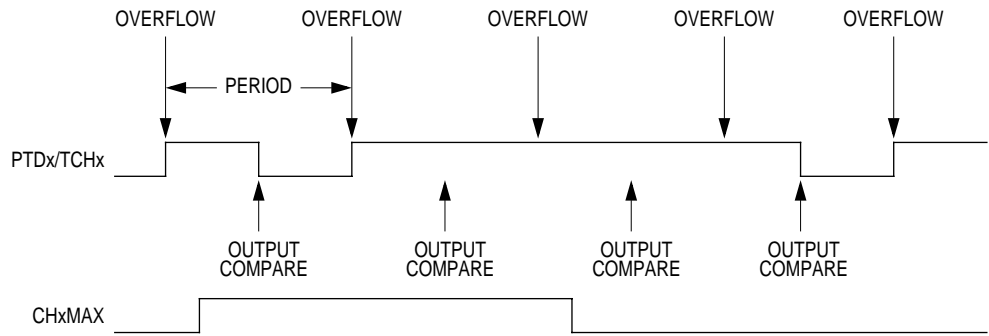 OVERFLOW OVERFLOW OVERFLOW OVERFLOW OVERFLOW
PERIOD
PTDx/TCHx
OUTPUT COMPARE
OUTPUT COMPARE
OUTPUT COMPARE
OUTPUT COMPARE
CHxMAX